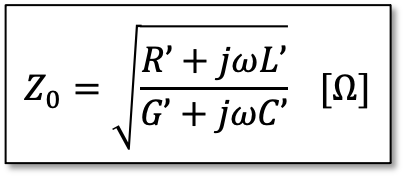 Z₀ = √((R’ + jωL’)/(G’ + jωC’)) [Ω]